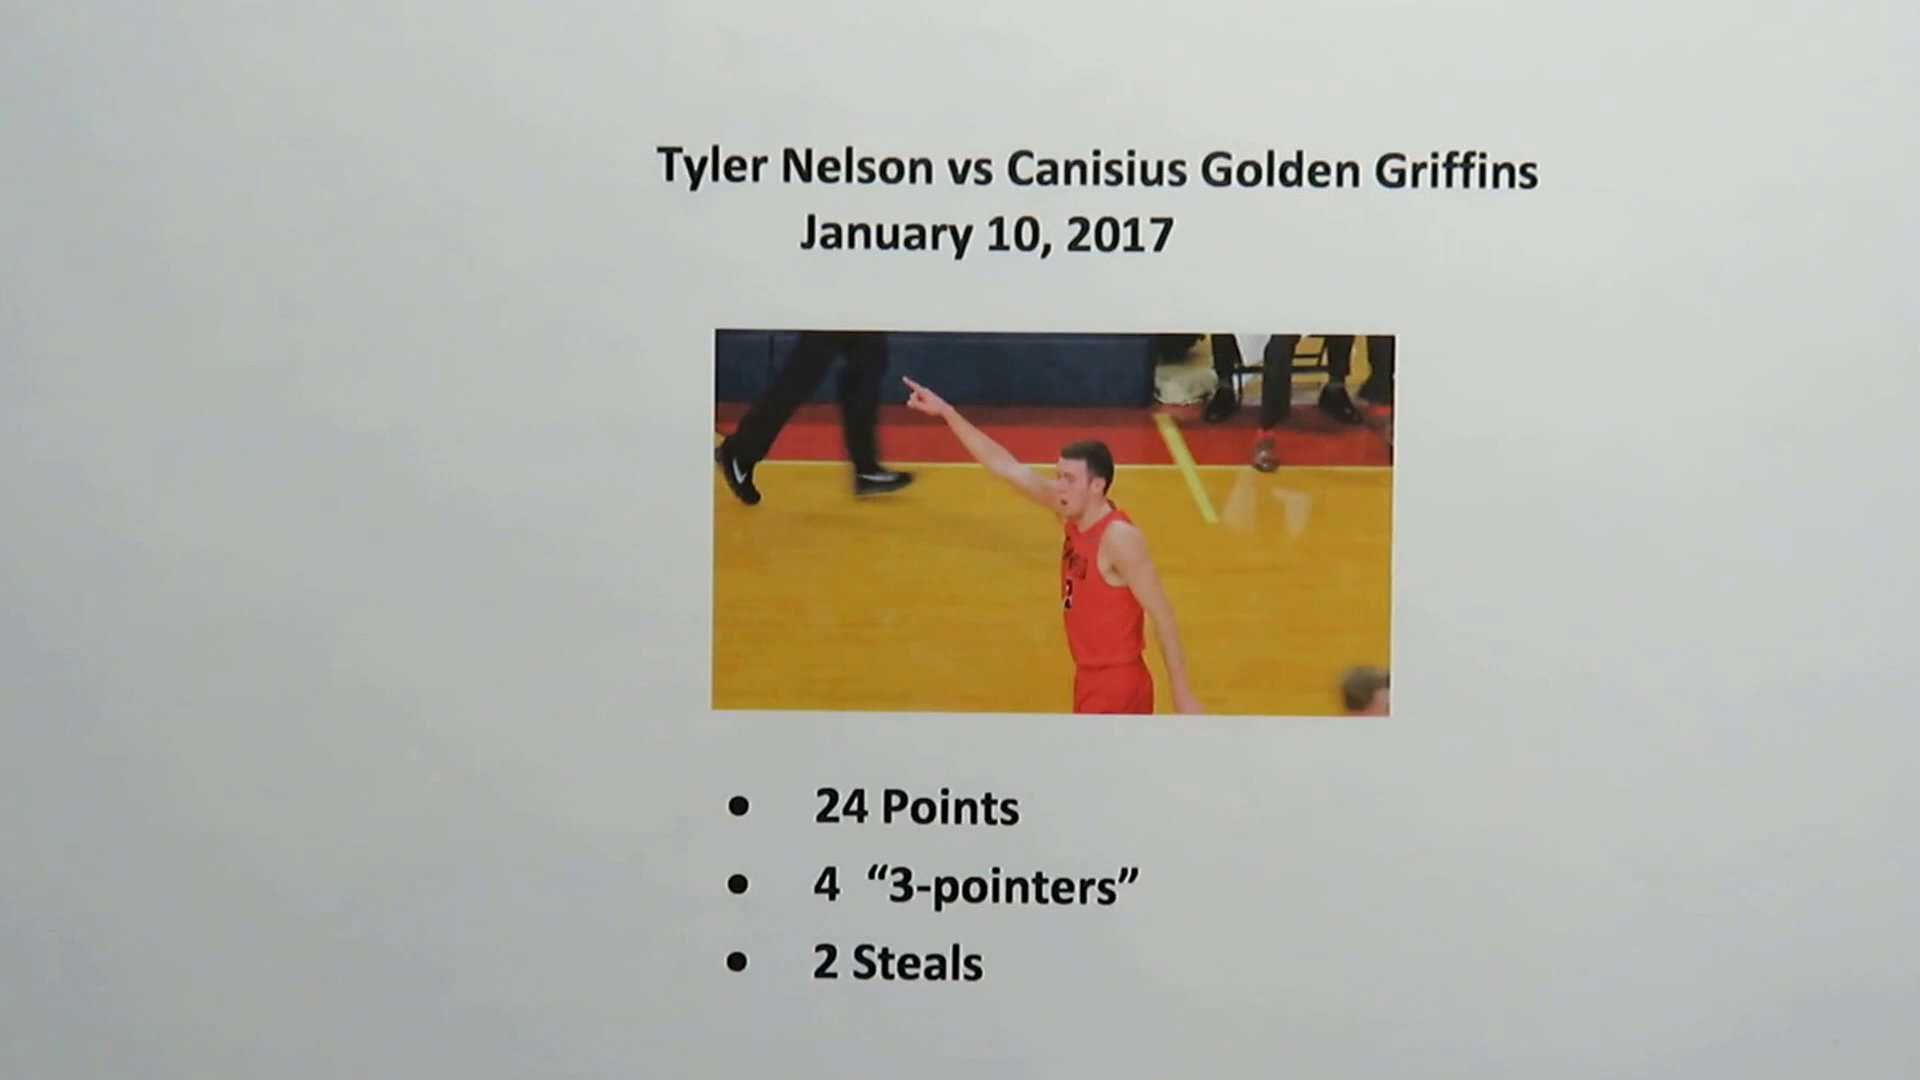 Tyler Nelson vs Canisius Golden Griffins
January 10, 2017
• 24 Points
• 4 “3-pointers”
• 2 Steals